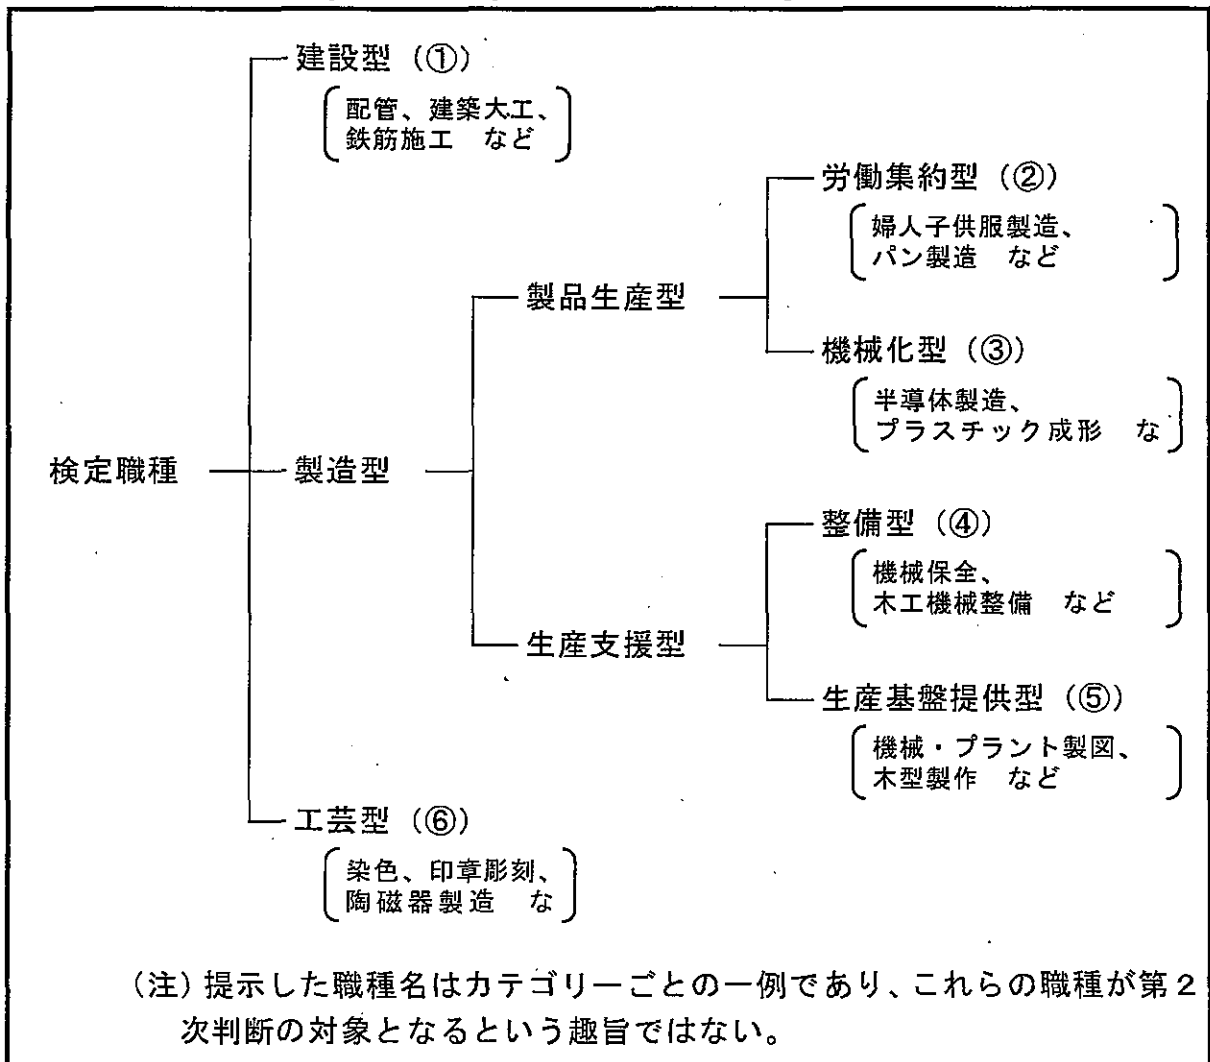 建設型（①）
配管、建築大工、
鉄筋施工　など
労働集約型（②）
婦人子供服製造、
パン製造　など
製品生産型
機械化型（③）
半導体製造、
プラスチック成形　な
検定職種
製造型
整備型（④）
機械保全、
木工機械整備　など
生産支援型
生産基盤提供型（⑤）
機械・プラント製図、
木型製作　など
工芸型（⑥）
染色、印章彫刻、
陶磁器製造　な
（注）提示した職種名はカテゴリーごとの一例であり、これらの職種が第２
次判断の対象となるという趣旨ではない。